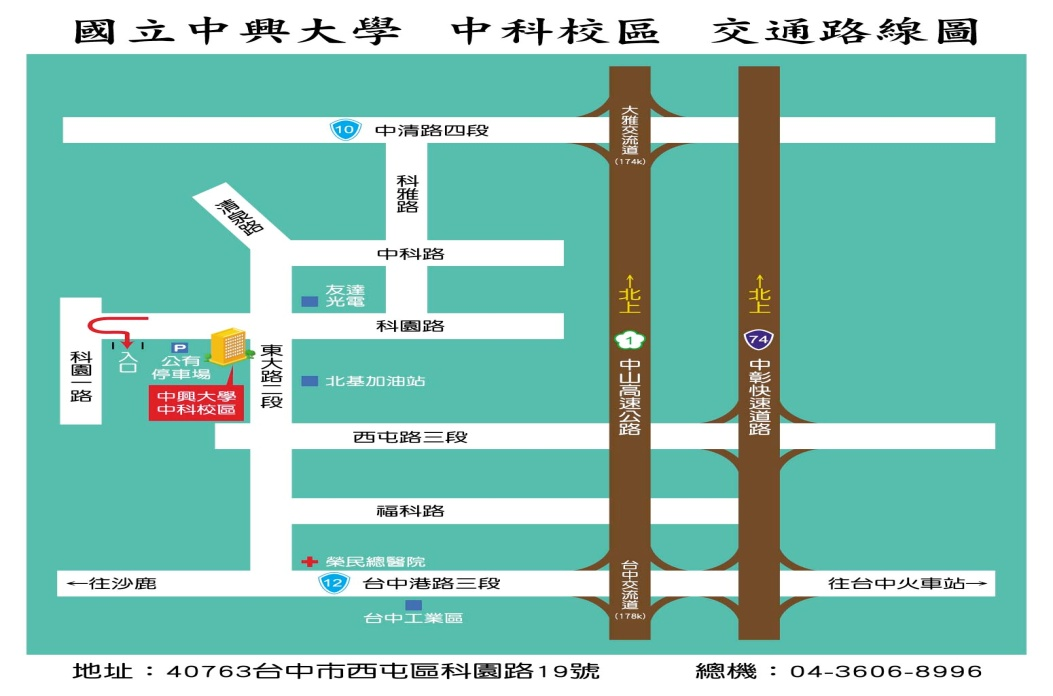 國立中興大學 中科校區 交通路線圖
大雅交流道
(174k)
10 中清路四段
科雅路
清泉路
中科路
友達
光電
←北上
←北上
科園路
1
74
入口
P
公有
停車場
科園一路
東大路二段
中山高速公路
中彰快速道路
北基加油站
中興大學
中科校區
西屯路三段
福科路
榮民總醫院
台中交流道
(178k)
←往沙鹿
12 台中港路三段
往台中火車站→
台中工業區
地址：40763台中市西屯區科園路19號 總機：04-3606-8996